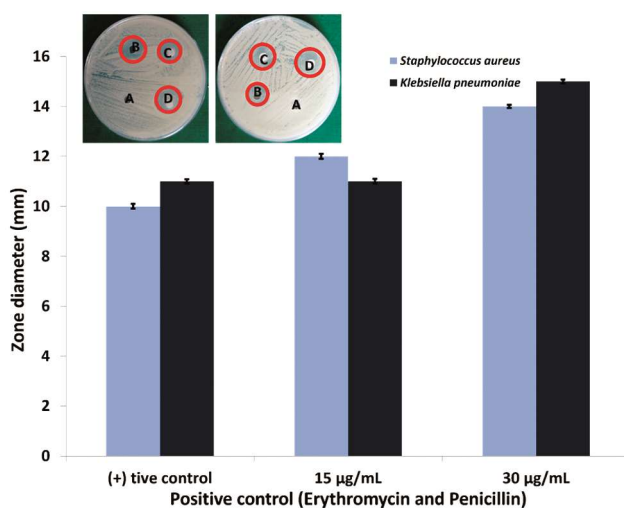 B
C
A
D
C
D
B
A
Staphylococcus aureus
Klebsiella pneumoniae
Zone diameter (mm)
16
14
12
10
8
6
4
2
0
(+) tive control
15 µg/mL
30 µg/mL
Positive control (Erythromycin and Penicillin)